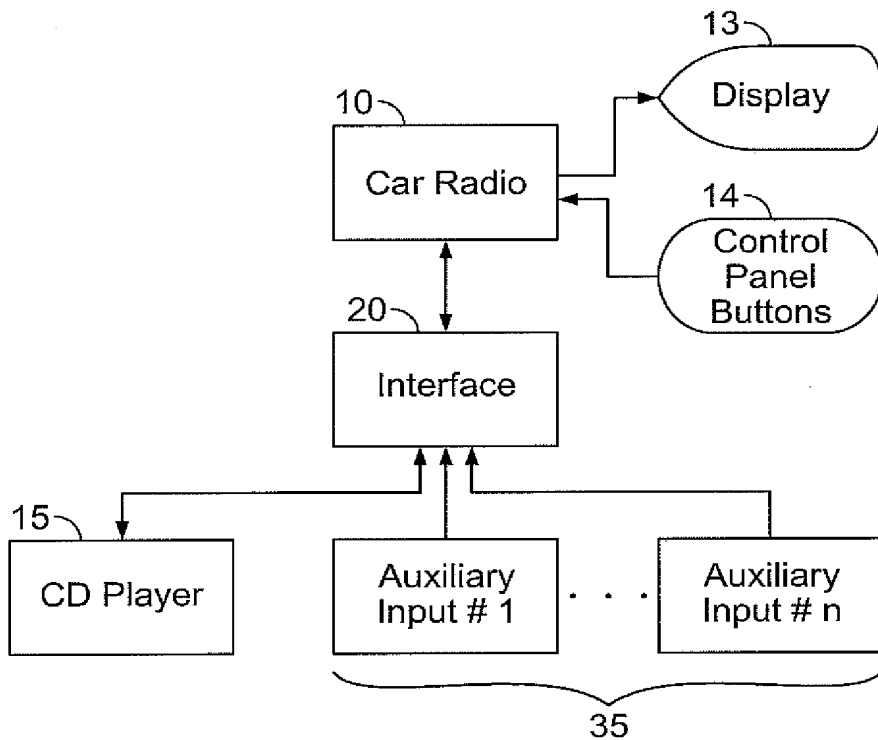 13
Display
10
Car Radio
14
Control
Panel
Buttons
20
Interface
15
CD Player
Auxiliary
Input # 1
. . .
Auxiliary
Input # n
35